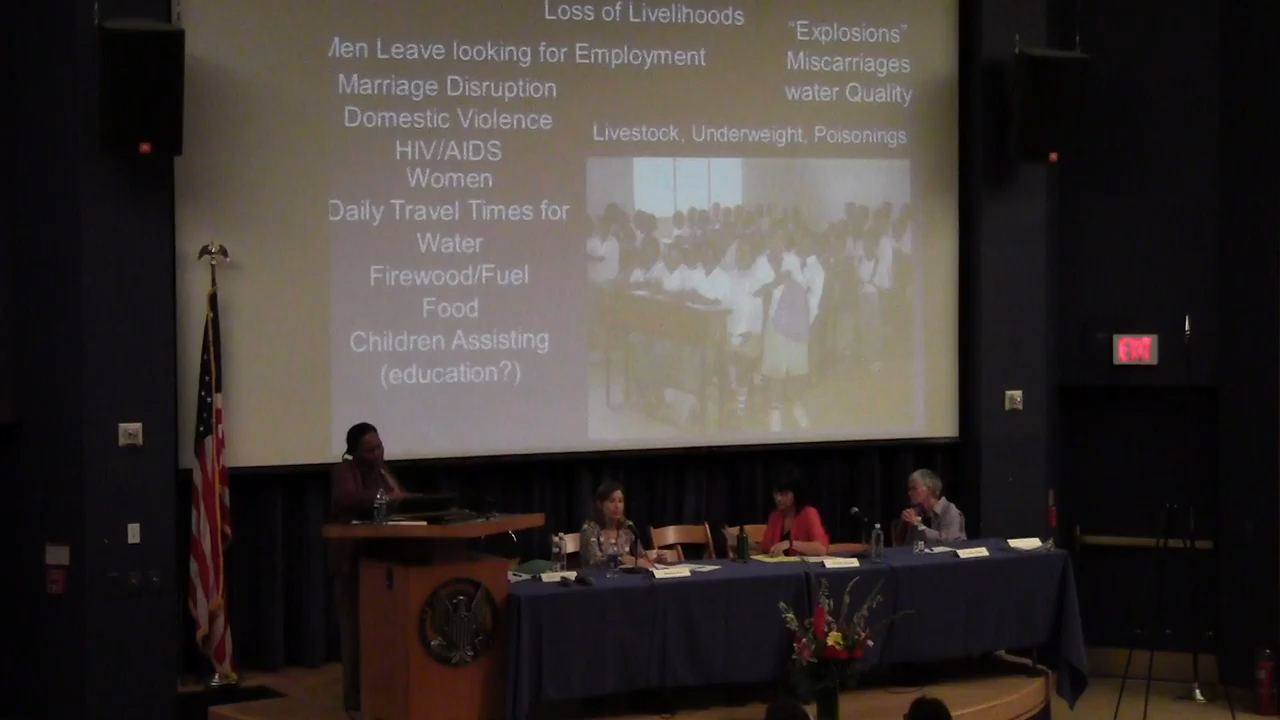 Loss of Livelihoods
Men Leave looking for Employment
Marriage Disruption
Domestic Violence
HIV/AIDS
Women
Daily Travel Times for
Water
Firewood/Fuel
Food
Children Assisting
(education?)
“Explosions”
Miscarriages
water Quality
Livestock, Underweight, Poisonings
EXIT